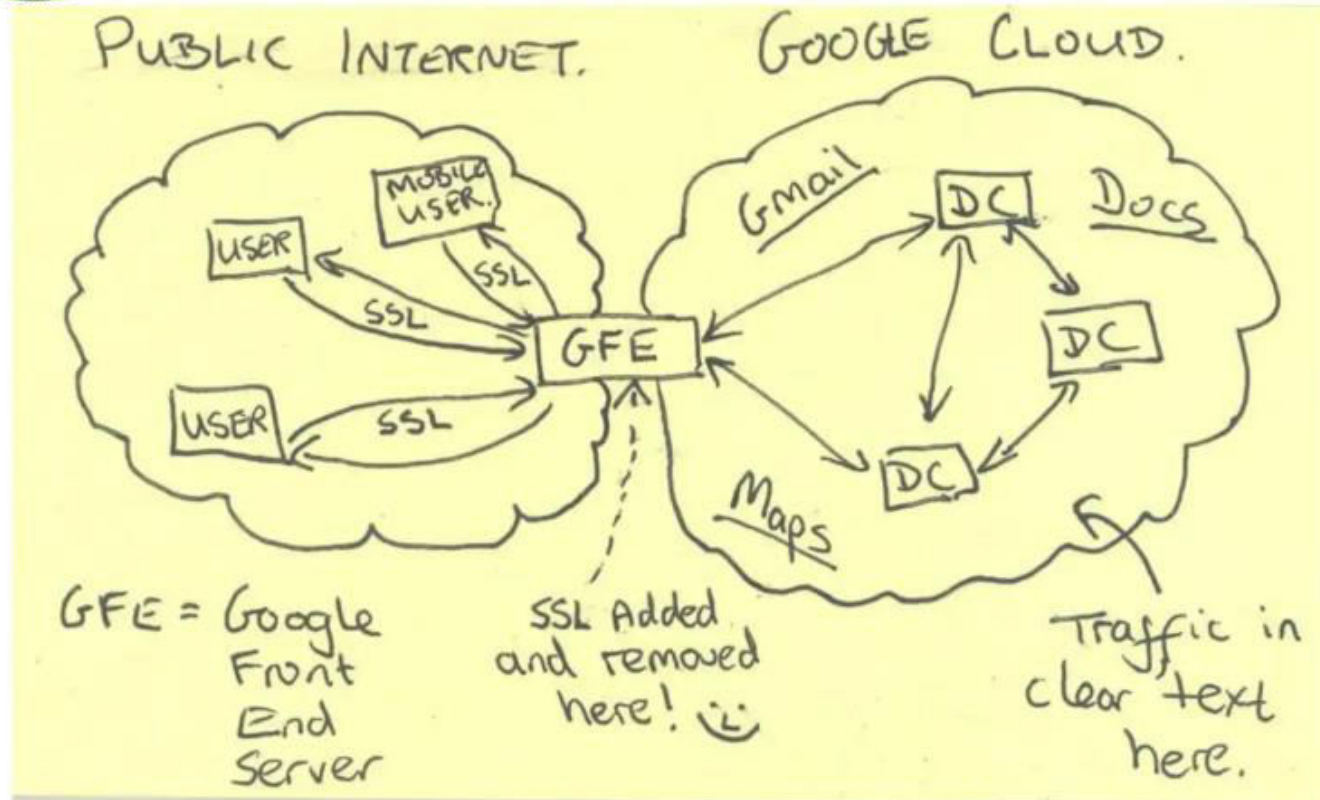 PUBLIC INTERNET.
GOOGLE CLOUD.
MOBILE
USER.
USER
SSL
SSL
GFE
USER
SSL
Gmail
DC
Docs
DC
DC
Maps
GFE = Google
Front
End
Server
SSL Added
and removed
here!
Traffic in
clear text
here.